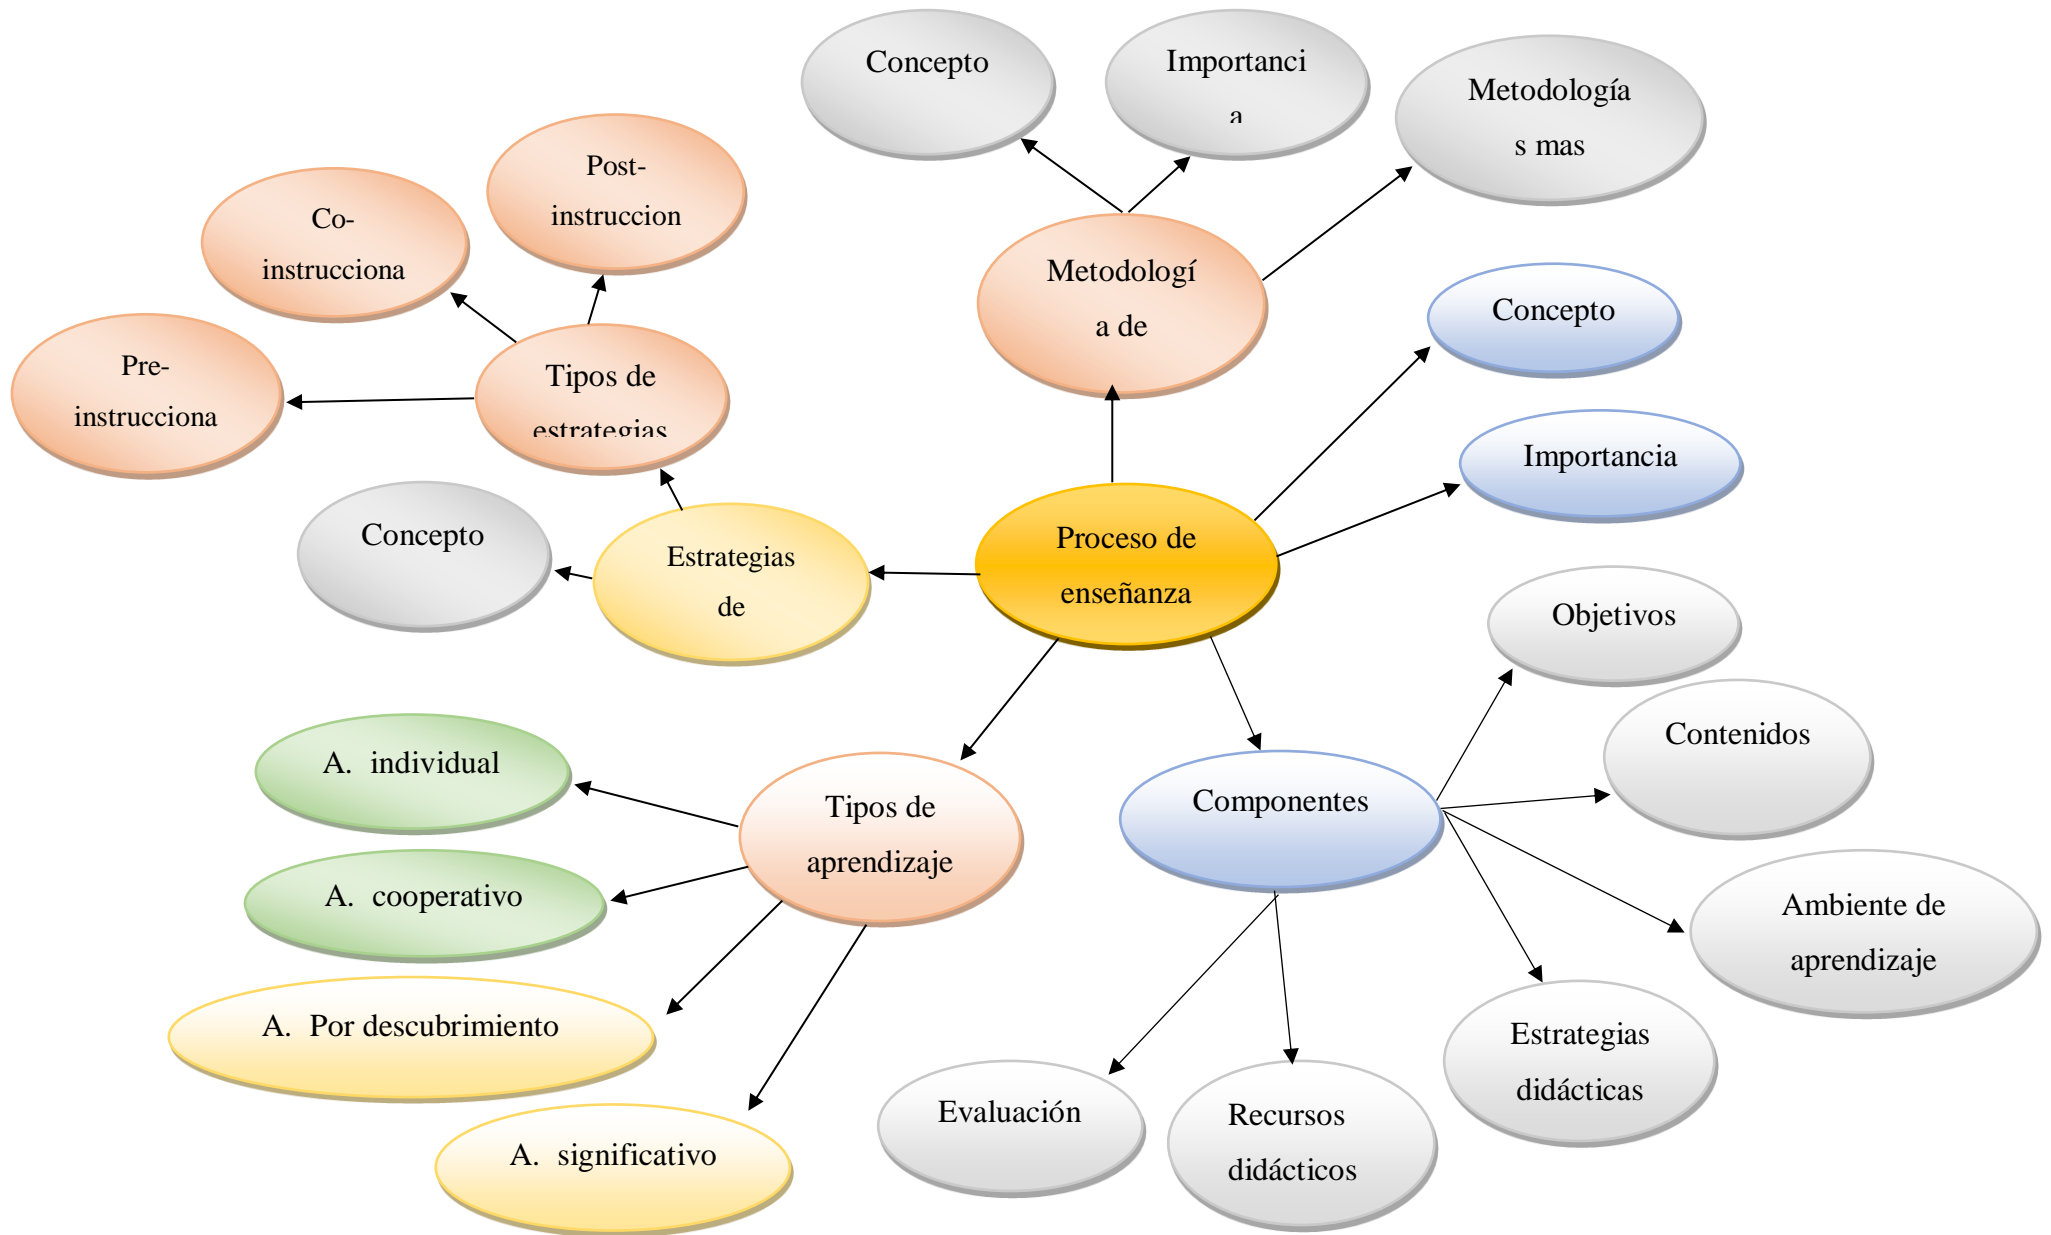 Concepto
Importanci
a
Metodología
s mas
Post-
instruccion
Co-
instrucciona
Metodologí
a de
Concepto
Pre-
instrucciona
Tipos de
estrategias
Importancia
Concepto
Estrategias
de
Proceso de
enseñanza
Objetivos
Contenidos
A. individual
Tipos de
aprendizaje
Componentes
A. cooperativo
Ambiente de
aprendizaje
A. Por descubrimiento
Estrategias
didácticas
A. significativo
Evaluación
Recursos
didácticos